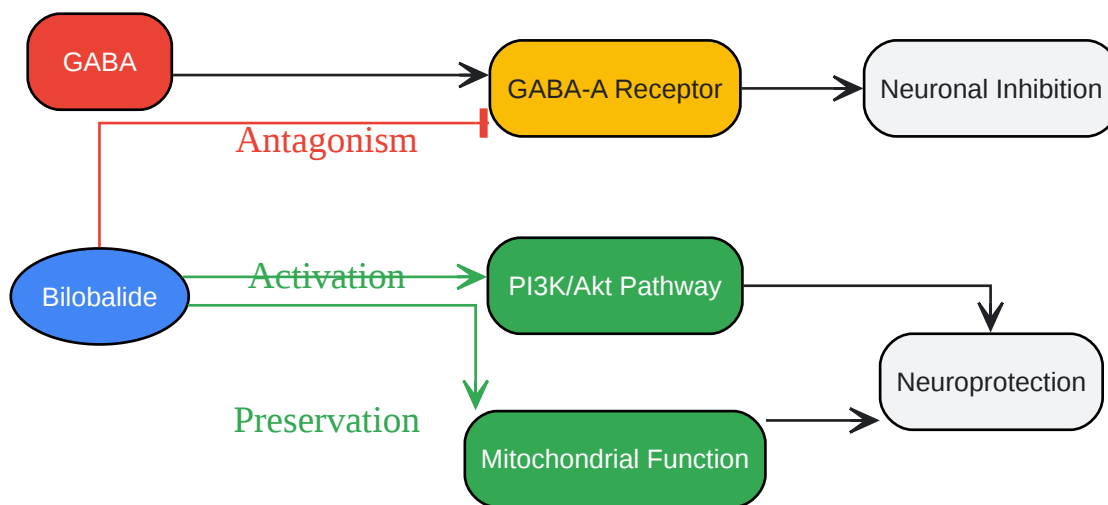 GABA
GABA-A Receptor
Neuronal Inhibition
Antagonism
Bilobalide
Activation
PI3K/Akt Pathway
Neuroprotection
Preservation
Mitochondrial Function